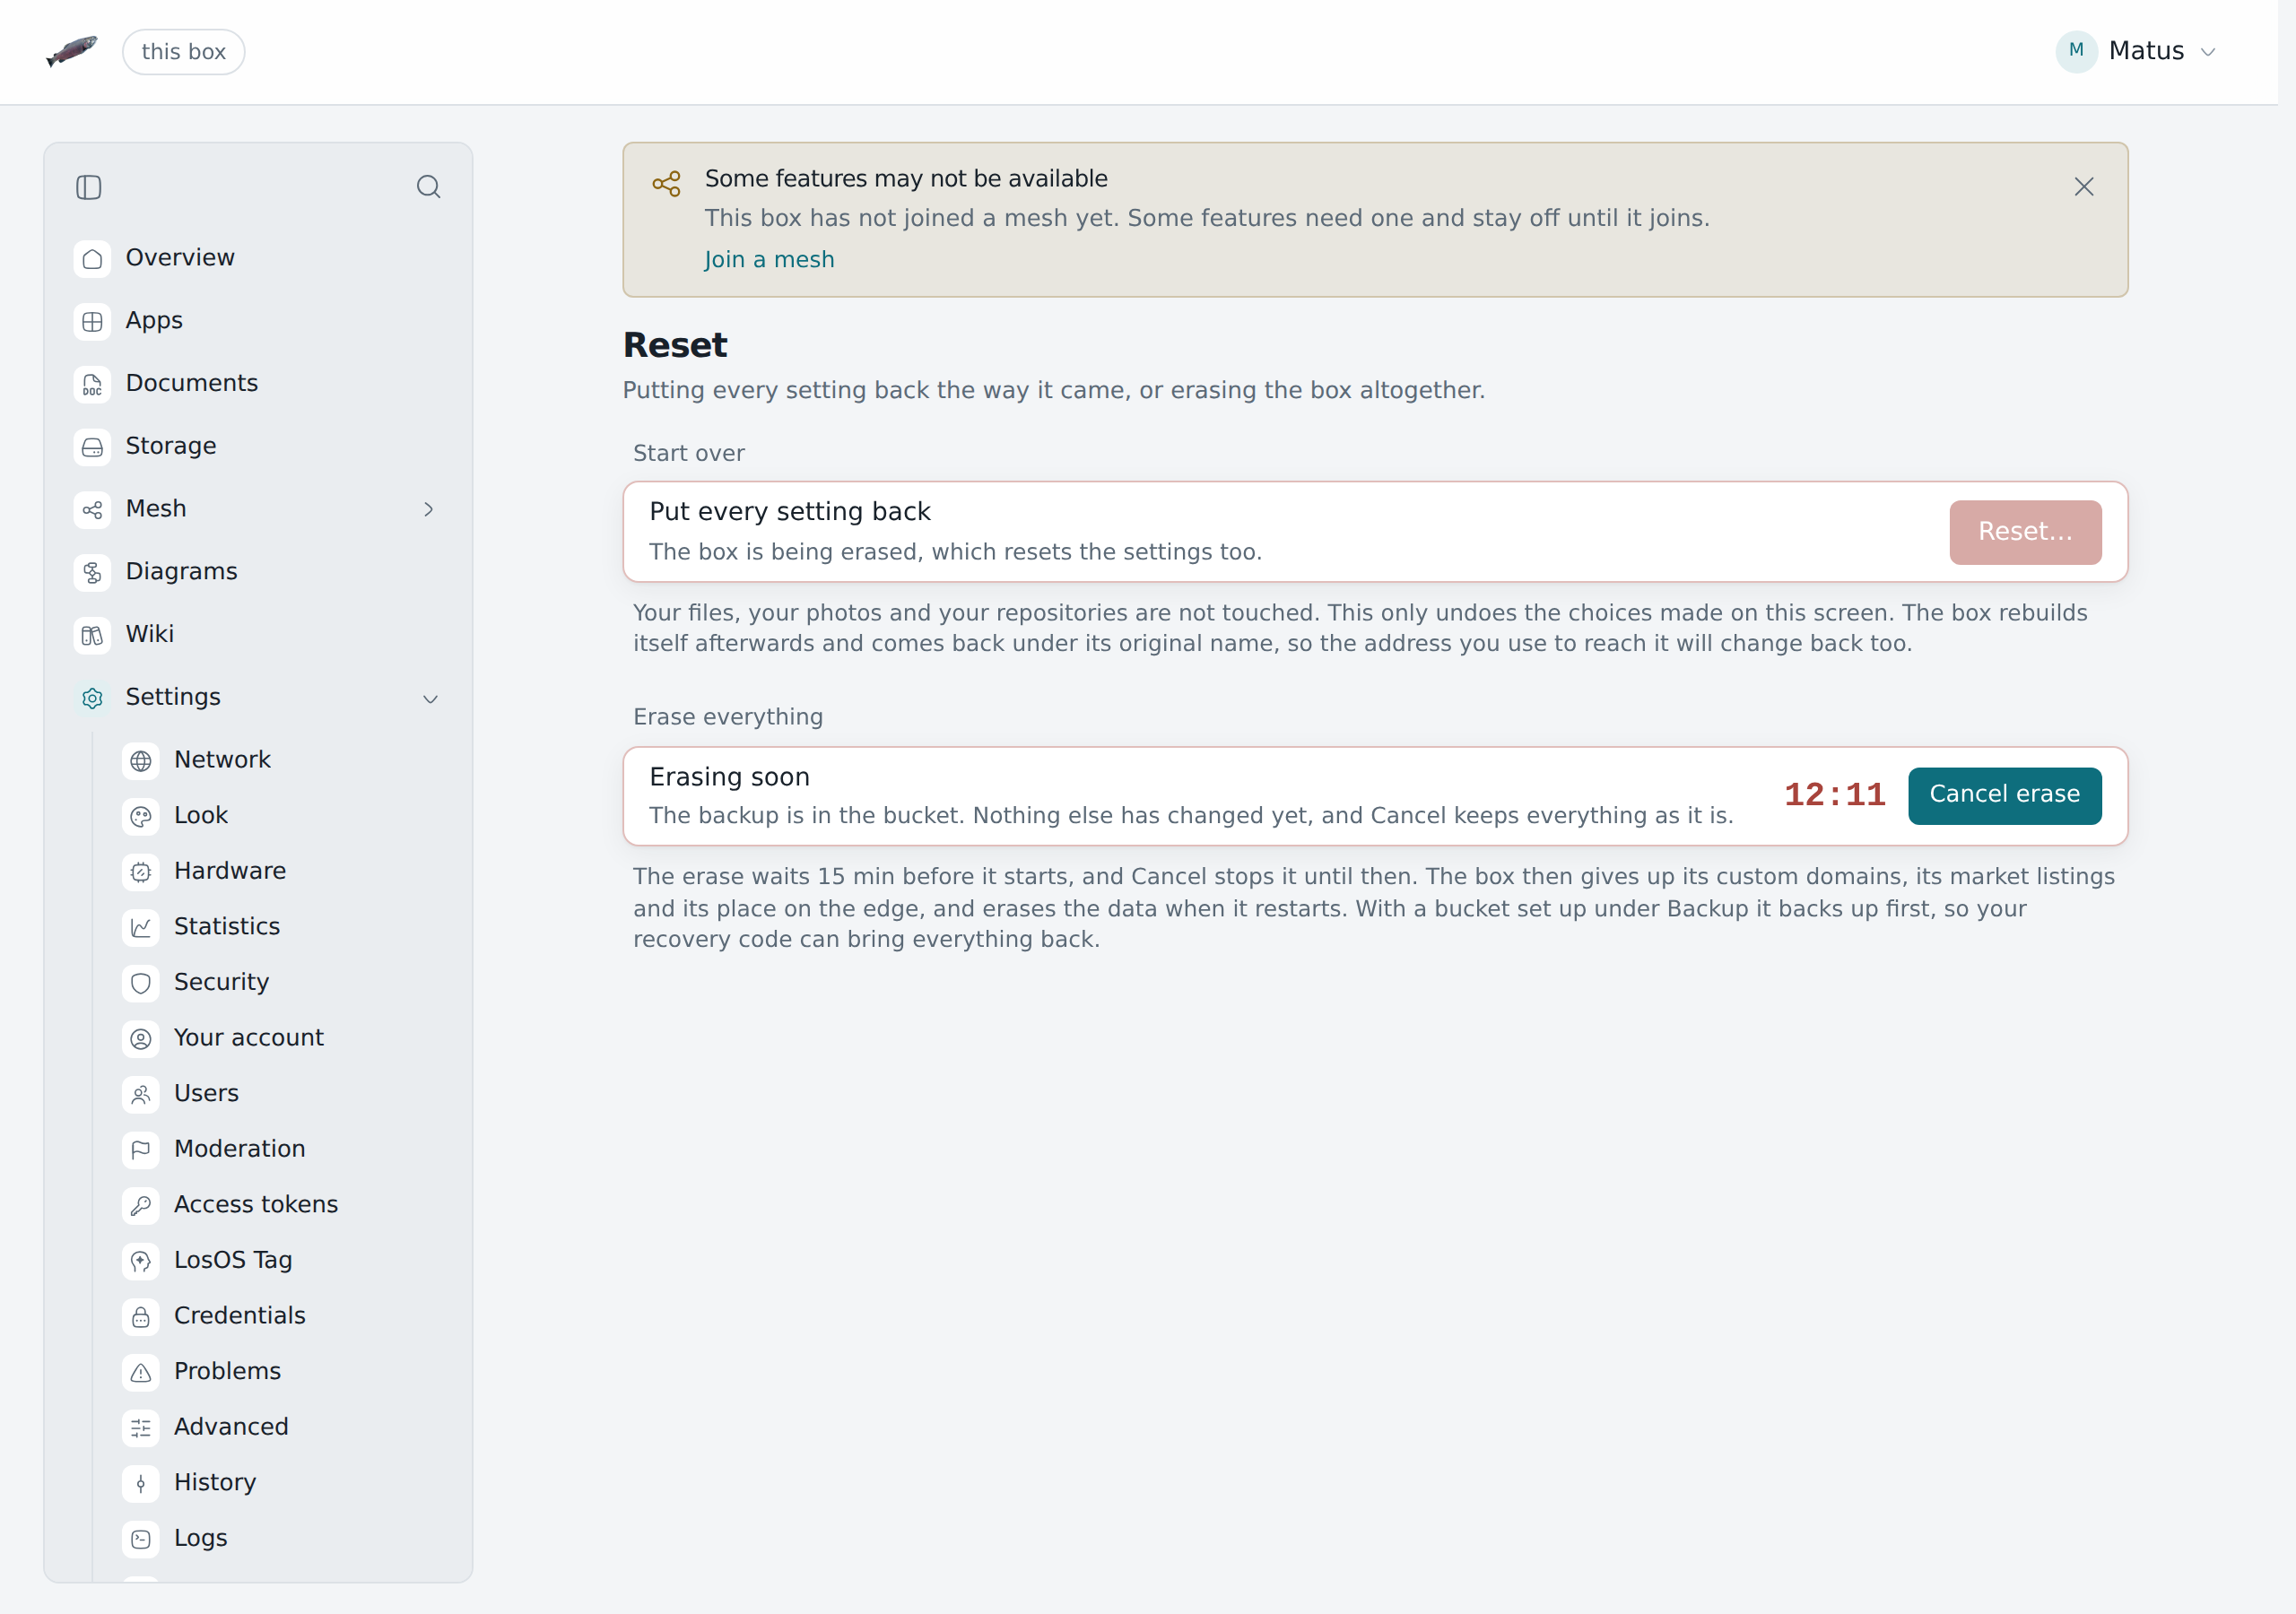 this box
M Matus
Overview
Apps
Documents
Storage
Mesh
Diagrams
Wiki
Settings
Network
Look
Hardware
Statistics
Security
Your account
Users
Moderation
Access tokens
LosOS Tag
Credentials
Problems
Advanced
History
Logs
Some features may not be available
This box has not joined a mesh yet. Some features need one and stay off until it joins.
Join a mesh
Reset
Putting every setting back the way it came, or erasing the box altogether.
Start over
Put every setting back
The box is being erased, which resets the settings too.
Reset...
Your files, your photos and your repositories are not touched. This only undoes the choices made on this screen. The box rebuilds
itself afterwards and comes back under its original name, so the address you use to reach it will change back too.
Erase everything
Erasing soon
The backup is in the bucket. Nothing else has changed yet, and Cancel keeps everything as it is.
12:11
Cancel erase
The erase waits 15 min before it starts, and Cancel stops it until then. The box then gives up its custom domains, its market listings
and its place on the edge, and erases the data when it restarts. With a bucket set up under Backup it backs up first, so your
recovery code can bring everything back.